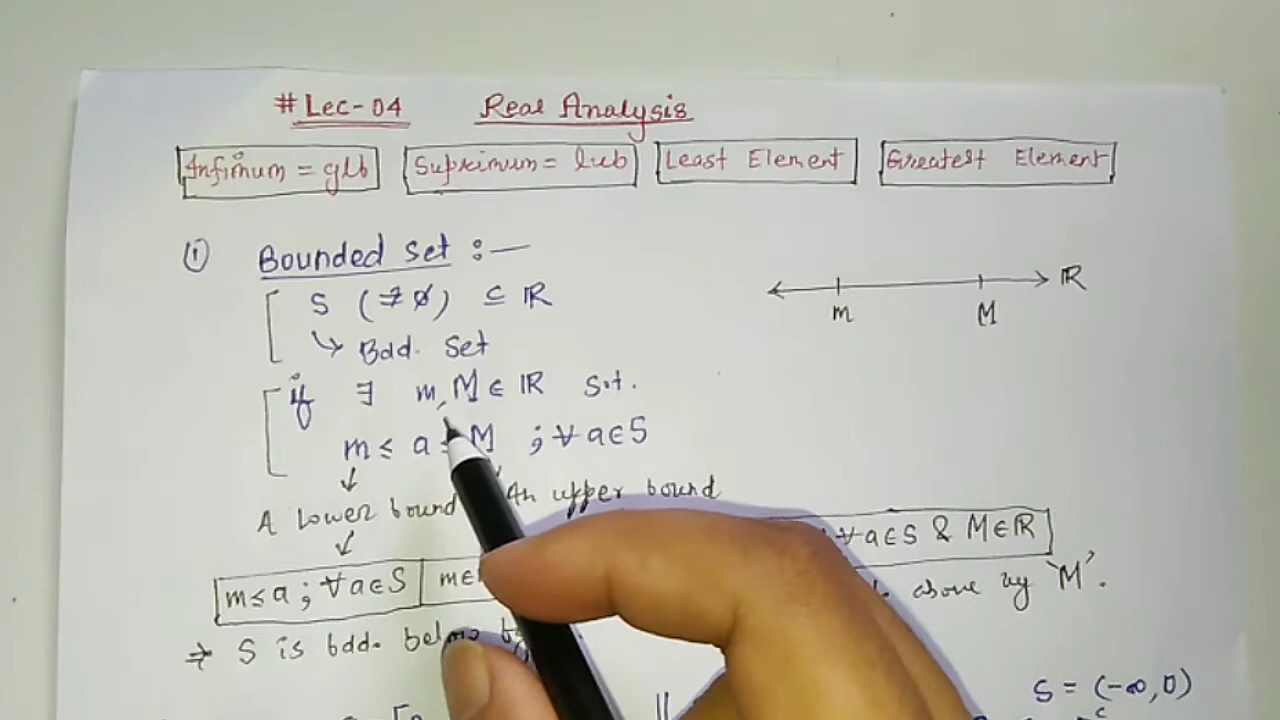 # Lec-04 Real Analysis
Infimum = glb Supremum = lub Least Element Greatest Element
① Bounded Set :—
S (≠ ∅) ⊆ ℝ
↳ Bdd. Set
ℝ
m M
if ∃ m, M ∈ ℝ s.t.
m ≤ a ≤ M ; ∀ a ∈ S
↓
A lower bound An upper bound
↓
m ≤ a ; ∀ a ∈ S m ∈ ∀ a ∈ S & M ∈ ℝ
⇒ S is bdd. below above by 'M'.
S = (-∞, 0)